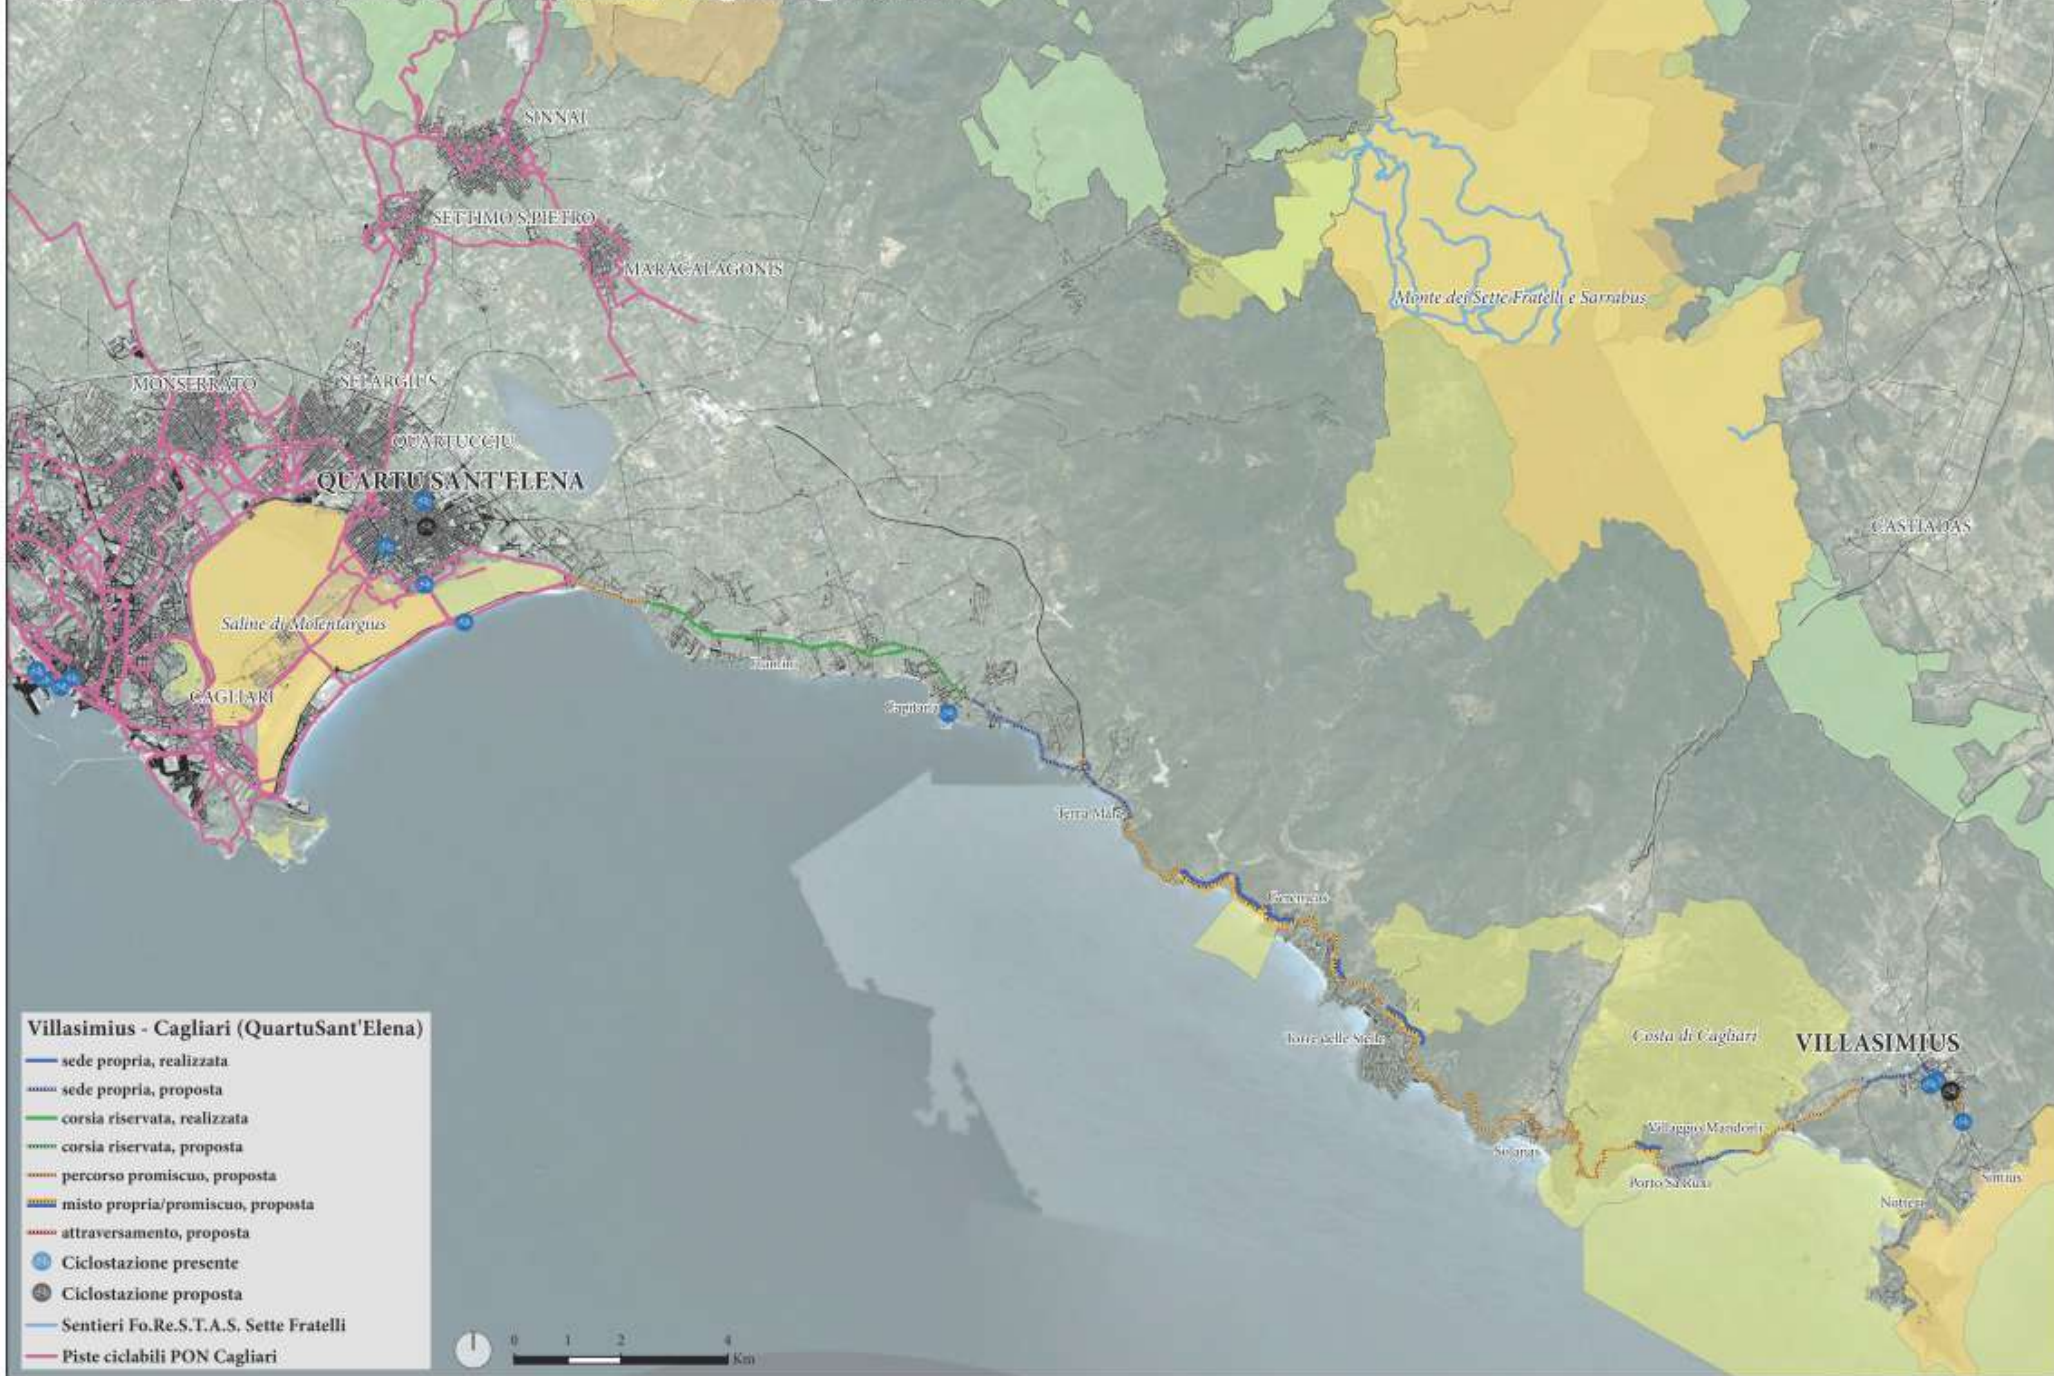 SINNAI
SETTIMO S.PIETRO
MARACALAGONIS
Monte dei Sette Fratelli e Sarrabus
MONSERRATO
SELARGIUS
QUARTUCCIU
QUARTU SANT'ELENA
CASTIADAS
Saline di Molentargius
CAGLIARI
Capitana
Terra Mala
Geremeas
Torre delle Stelle
Costa di Cagliari
VILLASIMIUS
Villaggio Mandorli
Solanas
Porto Sa Ruxi
Simius
Notteri
Villasimius - Cagliari (QuartuSant'Elena)
sede propria, realizzata
sede propria, proposta
corsia riservata, realizzata
corsia riservata, proposta
percorso promiscuo, proposta
misto propria/promiscuo, proposta
attraversamento, proposta
Ciclostazione presente
Ciclostazione proposta
Sentieri Fo.Re.S.T.A.S. Sette Fratelli
Piste ciclabili PON Cagliari
0 1 2 4
Km